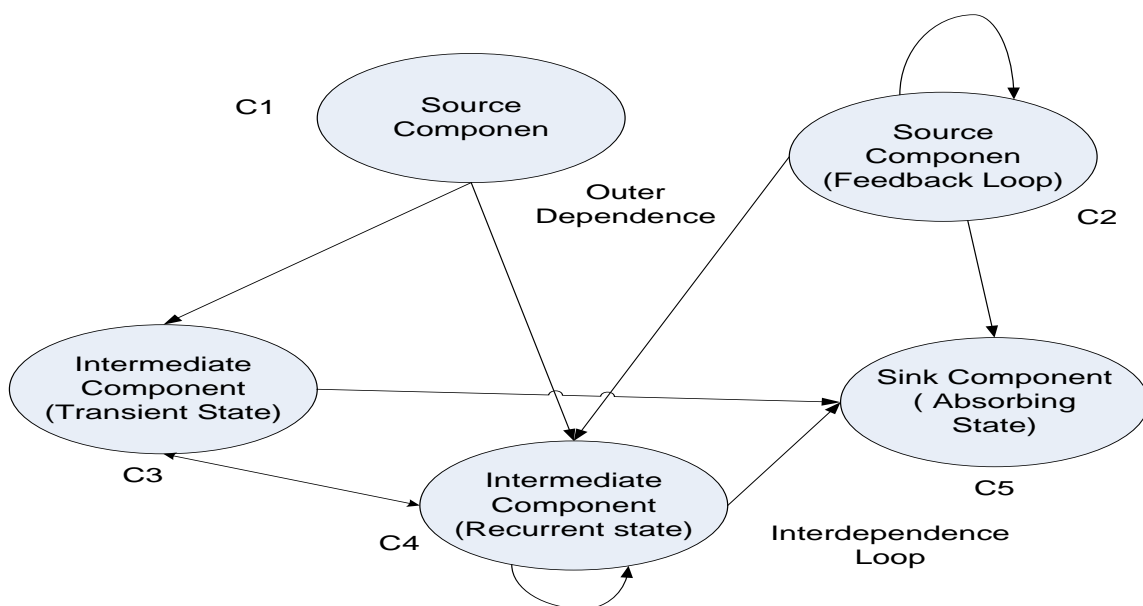 C1
Source
Componen
Source
Componen
(Feedback Loop)
C2
Outer
Dependence
Intermediate
Component
(Transient State)
C3
Sink Component
( Absorbing
State)
C5
Intermediate
Component
(Recurrent state)
C4
Interdependence
Loop